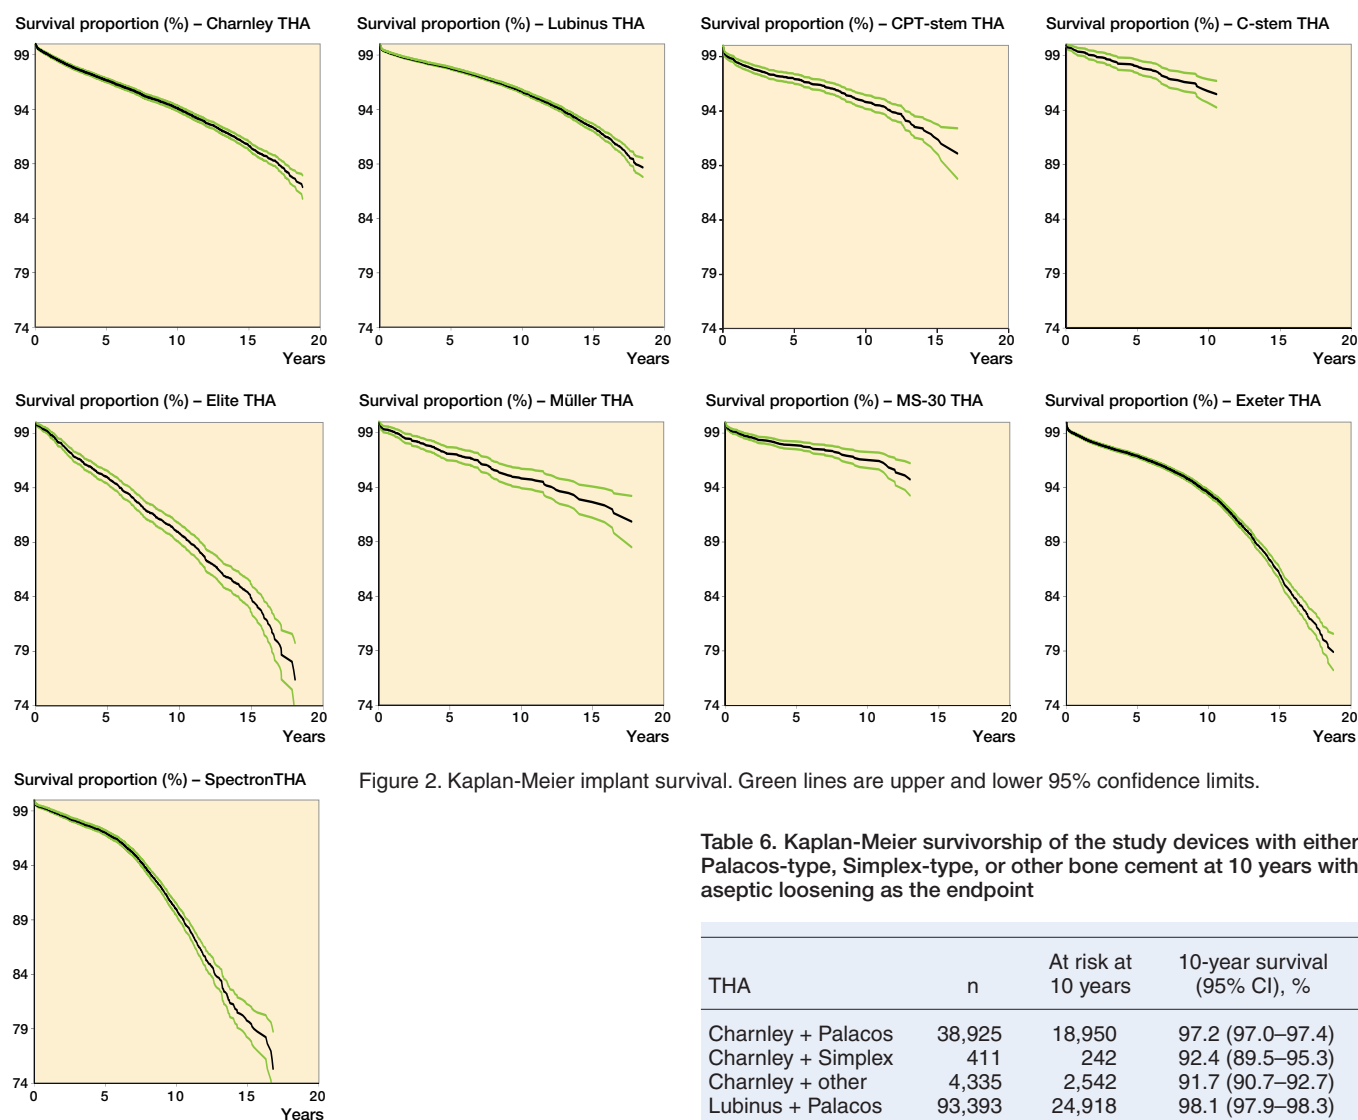 Survival proportion (%) – Charnley THA
99
94
89
84
79
74
0 5 10 15 20
Years
Survival proportion (%) – Lubinus THA
99
94
89
84
79
74
0 5 10 15 20
Years
Survival proportion (%) – CPT-stem THA
99
94
89
84
79
74
0 5 10 15 20
Years
Survival proportion (%) – C-stem THA
99
94
89
84
79
74
0 5 10 15 20
Years
Survival proportion (%) – Elite THA
99
94
89
84
79
74
0 5 10 15 20
Years
Survival proportion (%) – Müller THA
99
94
89
84
79
74
0 5 10 15 20
Years
Survival proportion (%) – MS-30 THA
99
94
89
84
79
74
0 5 10 15 20
Years
Survival proportion (%) – Exeter THA
99
94
89
84
79
74
0 5 10 15 20
Years
Survival proportion (%) – SpectronTHA
99
94
89
84
79
74
0 5 10 15 20
Years
Figure 2. Kaplan-Meier implant survival. Green lines are upper and lower 95% confidence limits.
Table 6. Kaplan-Meier survivorship of the study devices with either
Palacos-type, Simplex-type, or other bone cement at 10 years with
aseptic loosening as the endpoint
At risk at 10-year survival
THA n 10 years (95% CI), %
Charnley + Palacos 38,925 18,950 97.2 (97.0–97.4)
Charnley + Simplex 411 242 92.4 (89.5–95.3)
Charnley + other 4,335 2,542 91.7 (90.7–92.7)
Lubinus + Palacos 93,393 24,918 98.1 (97.9–98.3)